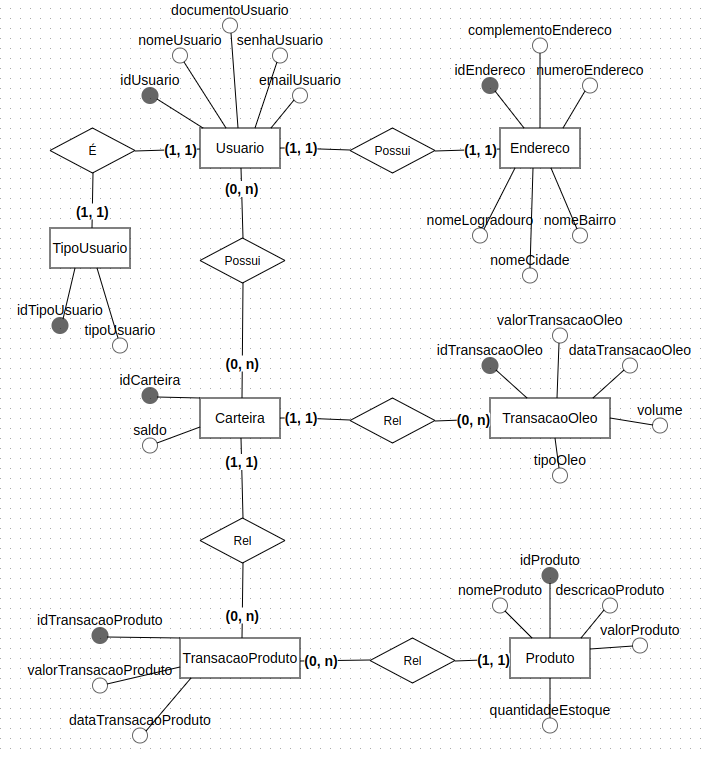 documentoUsuario
nomeUsuario
senhaUsuario
idUsuario
emailUsuario
complementoEndereco
idEndereco
numeroEndereco
É
(1, 1)
Usuario
(1, 1)
Possui
(1, 1)
Endereco
(0, n)
(1, 1)
nomeLogradouro
nomeBairro
TipoUsuario
Possui
nomeCidade
idTipoUsuario
tipoUsuario
valorTransacaoOleo
idTransacaoOleo
dataTransacaoOleo
(0, n)
idCarteira
saldo
Carteira
(1, 1)
Rel
(0, n)
TransacaoOleo
volume
(1, 1)
tipoOleo
Rel
idProduto
nomeProduto
descricaoProduto
(0, n)
idTransacaoProduto
valorProduto
TransacaoProduto
(0, n)
Rel
(1, 1)
Produto
valorTransacaoProduto
quantidadeEstoque
dataTransacaoProduto